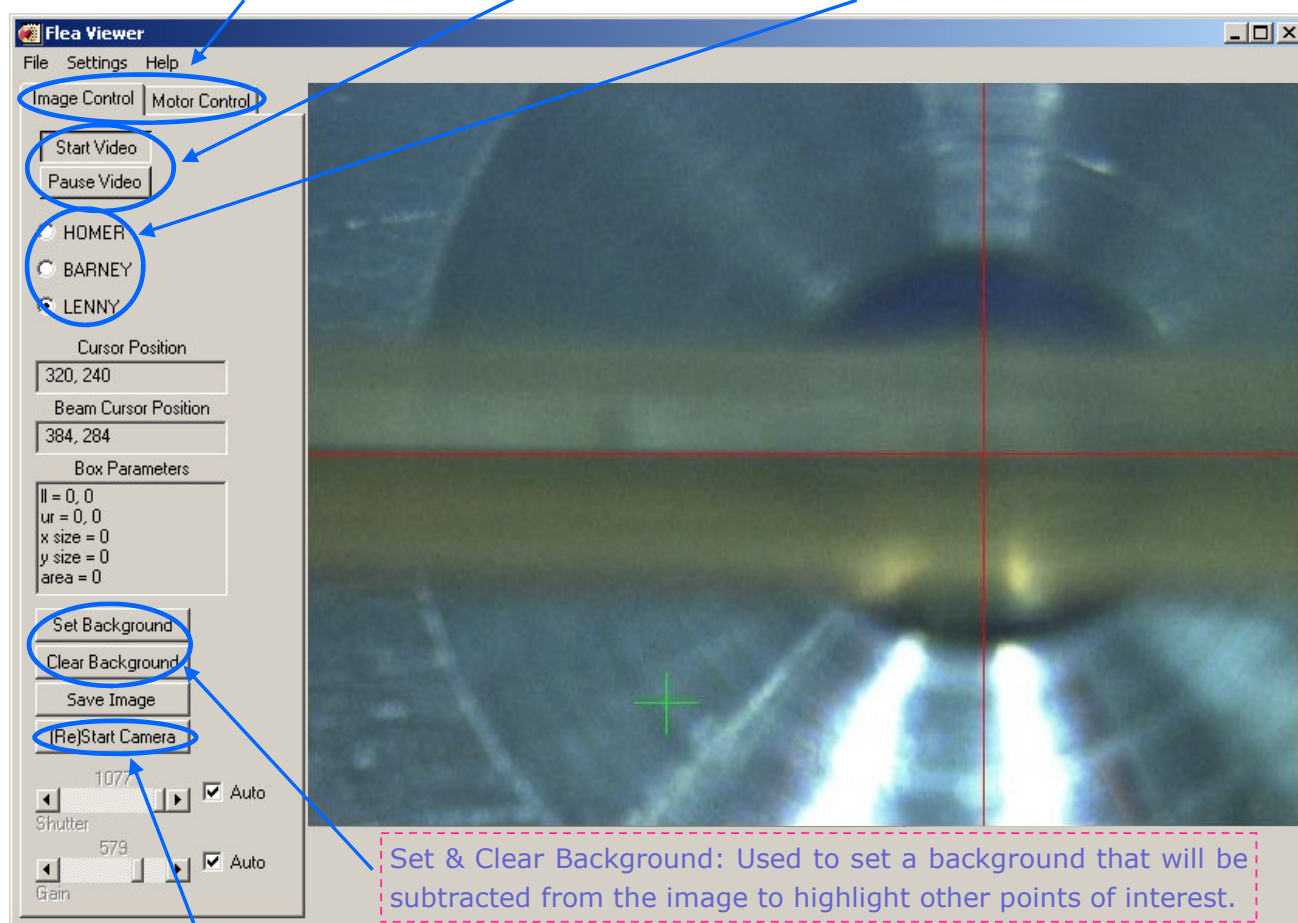 Flea Viewer
File Settings Help
Image Control Motor Control
Start Video
Pause Video
HOMER
BARNEY
LENNY
Cursor Position
320, 240
Beam Cursor Position
384, 284
Box Parameters
ll = 0, 0
ur = 0, 0
x size = 0
y size = 0
area = 0
Set Background
Clear Background
Save Image
(Re)Start Camera
1077
Auto
Shutter
579
Auto
Gain
Set & Clear Background: Used to set a background that will be
subtracted from the image to highlight other points of interest.